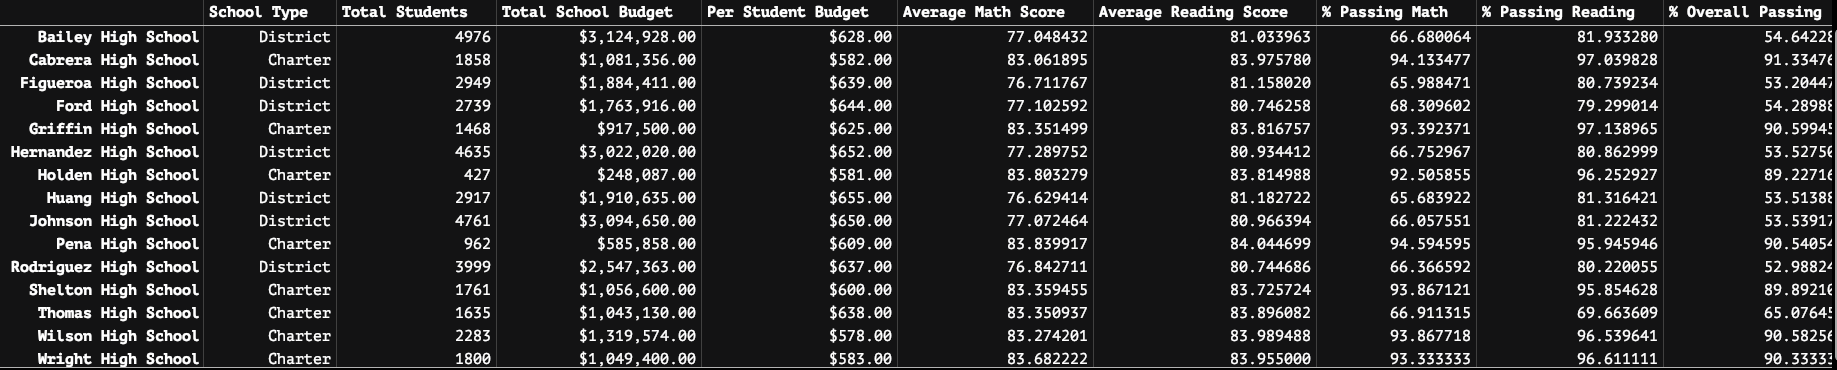 School Type Total Students Total School Budget Per Student Budget Average Math Score Average Reading Score % Passing Math % Passing Reading % Overall Passing
Bailey High School District 4976 $3,124,928.00 $628.00 77.048432 81.033963 66.680064 81.933280 54.64228
Cabrera High School Charter 1858 $1,081,356.00 $582.00 83.061895 83.975780 94.133477 97.039828 91.33476
Figueroa High School District 2949 $1,884,411.00 $639.00 76.711767 81.158020 65.988471 80.739234 53.20447
Ford High School District 2739 $1,763,916.00 $644.00 77.102592 80.746258 68.309602 79.299014 54.28988
Griffin High School Charter 1468 $917,500.00 $625.00 83.351499 83.816757 93.392371 97.138965 90.59945
Hernandez High School District 4635 $3,022,020.00 $652.00 77.289752 80.934412 66.752967 80.862999 53.52750
Holden High School Charter 427 $248,087.00 $581.00 83.803279 83.814988 92.505855 96.252927 89.22716
Huang High School District 2917 $1,910,635.00 $655.00 76.629414 81.182722 65.683922 81.316421 53.51388
Johnson High School District 4761 $3,094,650.00 $650.00 77.072464 80.966394 66.057551 81.222432 53.53917
Pena High School Charter 962 $585,858.00 $609.00 83.839917 84.044699 94.594595 95.945946 90.54054
Rodriguez High School District 3999 $2,547,363.00 $637.00 76.842711 80.744686 66.366592 80.220055 52.98824
Shelton High School Charter 1761 $1,056,600.00 $600.00 83.359455 83.725724 93.867121 95.854628 89.89210
Thomas High School Charter 1635 $1,043,130.00 $638.00 83.350937 83.896082 66.911315 69.663609 65.07645
Wilson High School Charter 2283 $1,319,574.00 $578.00 83.274201 83.989488 93.867718 96.539641 90.58256
Wright High School Charter 1800 $1,049,400.00 $583.00 83.682222 83.955000 93.333333 96.611111 90.33333